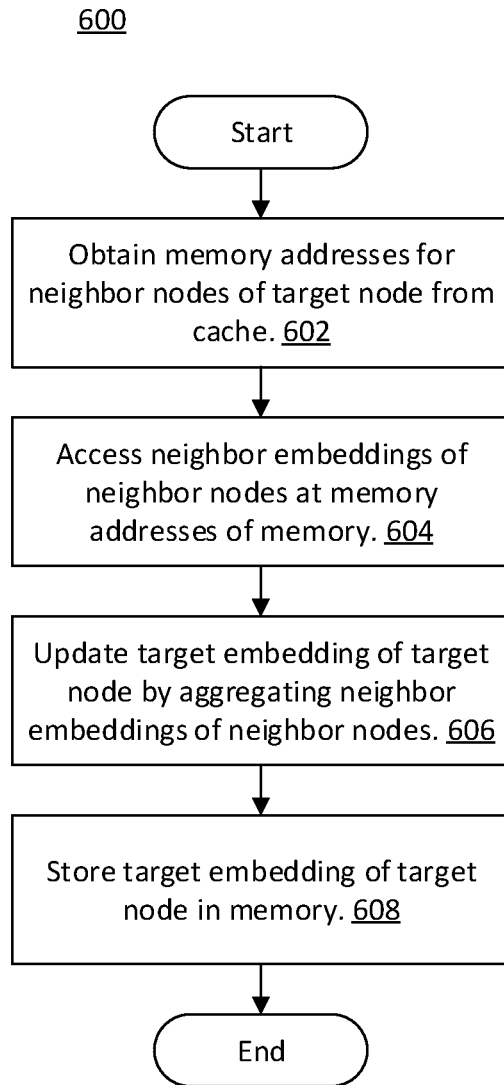 600
Start
Obtain memory addresses for
neighbor nodes of target node from
cache. 602
Access neighbor embeddings of
neighbor nodes at memory
addresses of memory. 604
Update target embedding of target
node by aggregating neighbor
embeddings of neighbor nodes. 606
Store target embedding of target
node in memory. 608
End